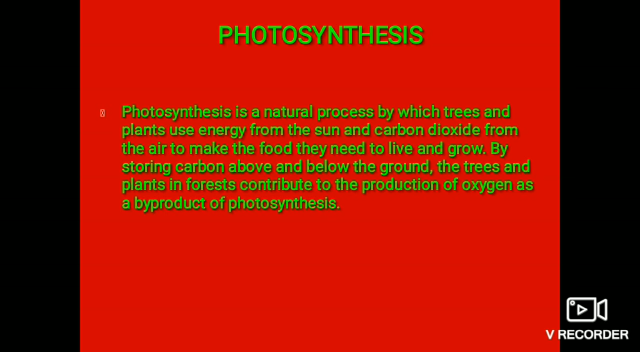 PHOTOSYNTHESIS
Photosynthesis is a natural process by which trees and
plants use energy from the sun and carbon dioxide from
the air to make the food they need to live and grow. By
storing carbon above and below the ground, the trees and
plants in forests contribute to the production of oxygen as
a byproduct of photosynthesis.
V RECORDER